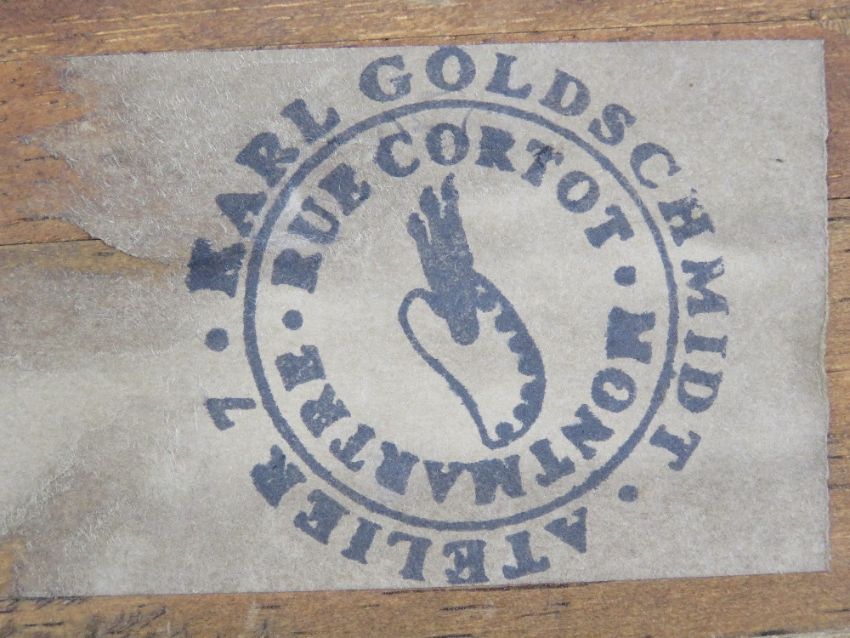 KARL GOLDSCHMIDT · ATELIER 7 ·
RUE CORTOT · MONTMARTRE ·